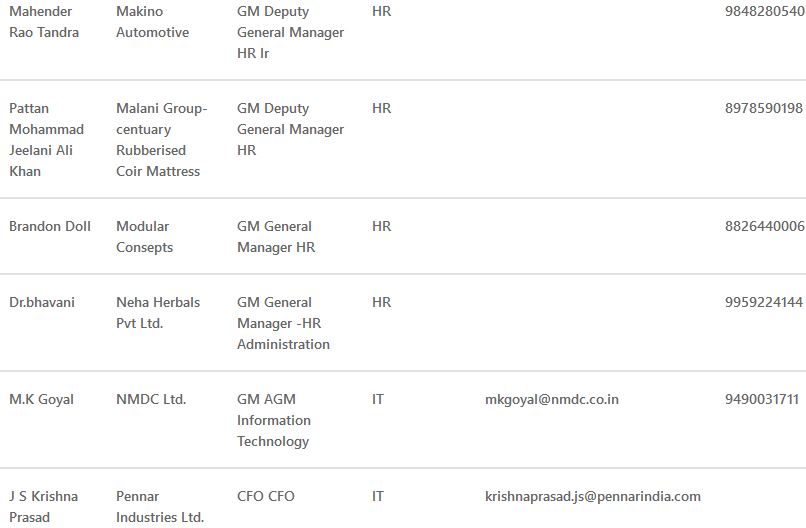 Mahender Makino GM Deputy HR 9848280540
Rao Tandra Automotive General Manager
HR Ir
Pattan Malani Group- GM Deputy HR 8978590198
Mohammad centuary General Manager
Jeelani Ali Rubberised HR
Khan Coir Mattress
Brandon Doll Modular GM General HR 8826440006
Consepts Manager HR
Dr.bhavani Neha Herbals GM General HR 9959224144
Pvt Ltd. Manager -HR
Administration
M.K Goyal NMDC Ltd. GM AGM IT mkgoyal@nmdc.co.in 9490031711
Information
Technology
J S Krishna Pennar CFO CFO IT krishnaprasad.js@pennarindia.com
Prasad Industries Ltd.